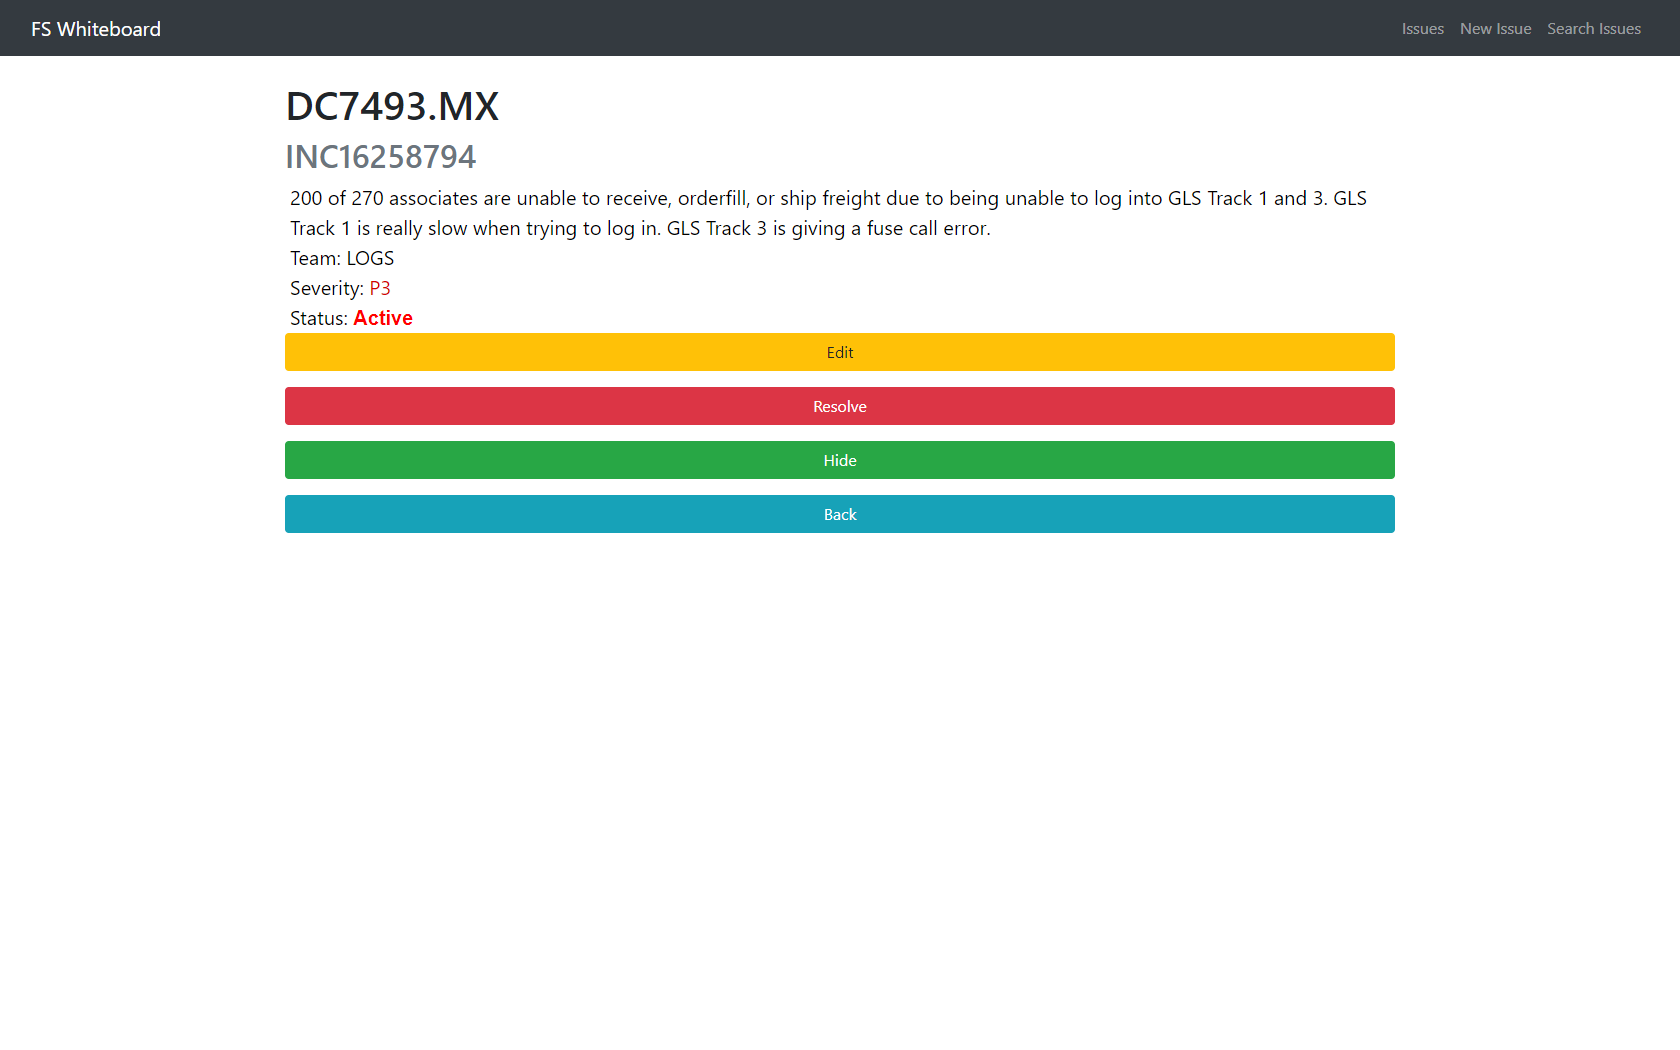 FS Whiteboard
Issues New Issue Search Issues
DC7493.MX
INC16258794
200 of 270 associates are unable to receive, orderfill, or ship freight due to being unable to log into GLS Track 1 and 3. GLS
Track 1 is really slow when trying to log in. GLS Track 3 is giving a fuse call error.
Team: LOGS
Severity: P3
Status: Active
Edit
Resolve
Hide
Back